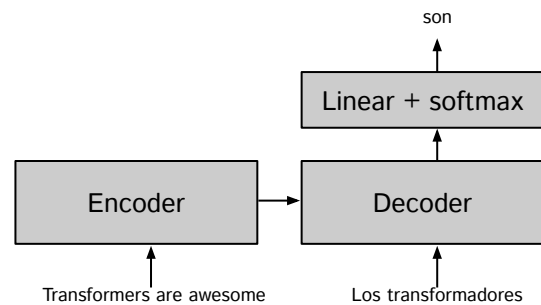 son
Linear + softmax
Encoder
Decoder
Transformers are awesome
Los transformadores